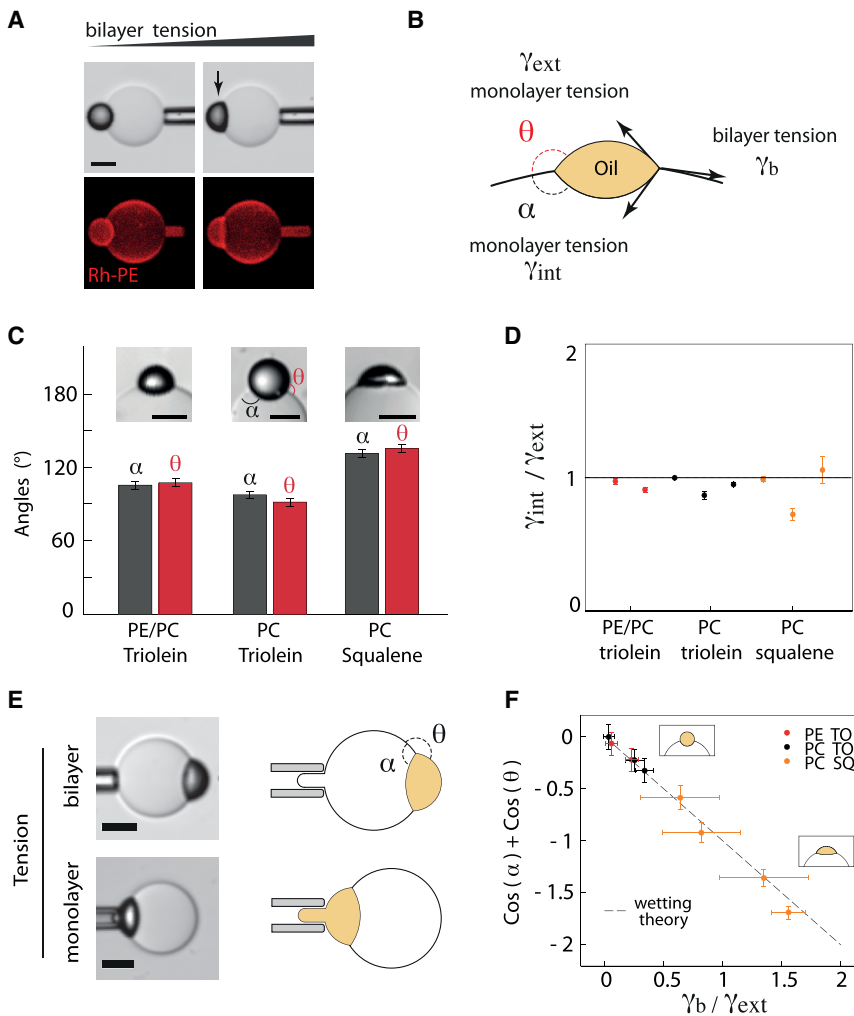 A
bilayer tension
Rh-PE
B
γext
monolayer tension
θ
α
Oil
bilayer tension
γb
monolayer tension
γint
C
Angles (°)
180
120
60
0
α
θ
α
θ
α
θ
α
θ
PE/PC
Triolein
PC
Triolein
PC
Squalene
D
γint / γext
2
1
0
PE/PC
triolein
PC
triolein
PC
squalene
E
Tension
bilayer
monolayer
θ
α
F
Cos(α) + Cos(θ)
0
- 0.5
- 1
- 1.5
- 2
PE TO
PC TO
PC SQ
wetting
theory
0
0.5
1
1.5
2
γb / γext